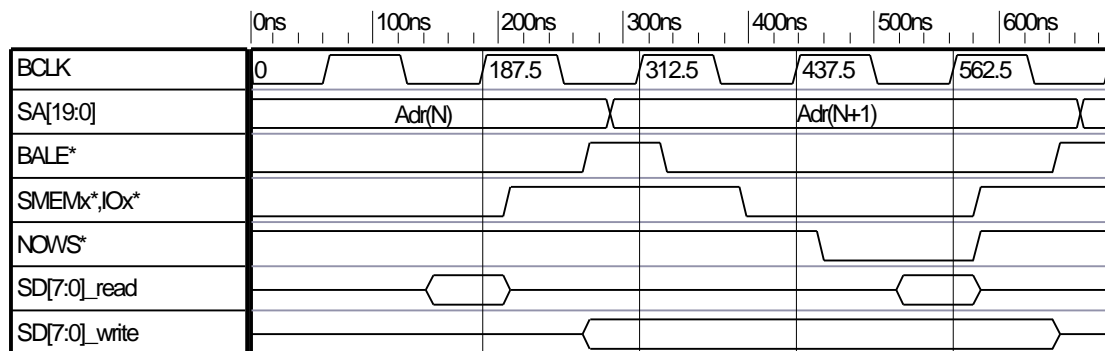 0ns 100ns 200ns 300ns 400ns 500ns 600ns
BCLK 0 187.5 312.5 437.5 562.5
SA[19:0] Adr(N) Adr(N+1)
BALE*
SMEMx*,IOx*
NOWS*
SD[7:0]_read
SD[7:0]_write